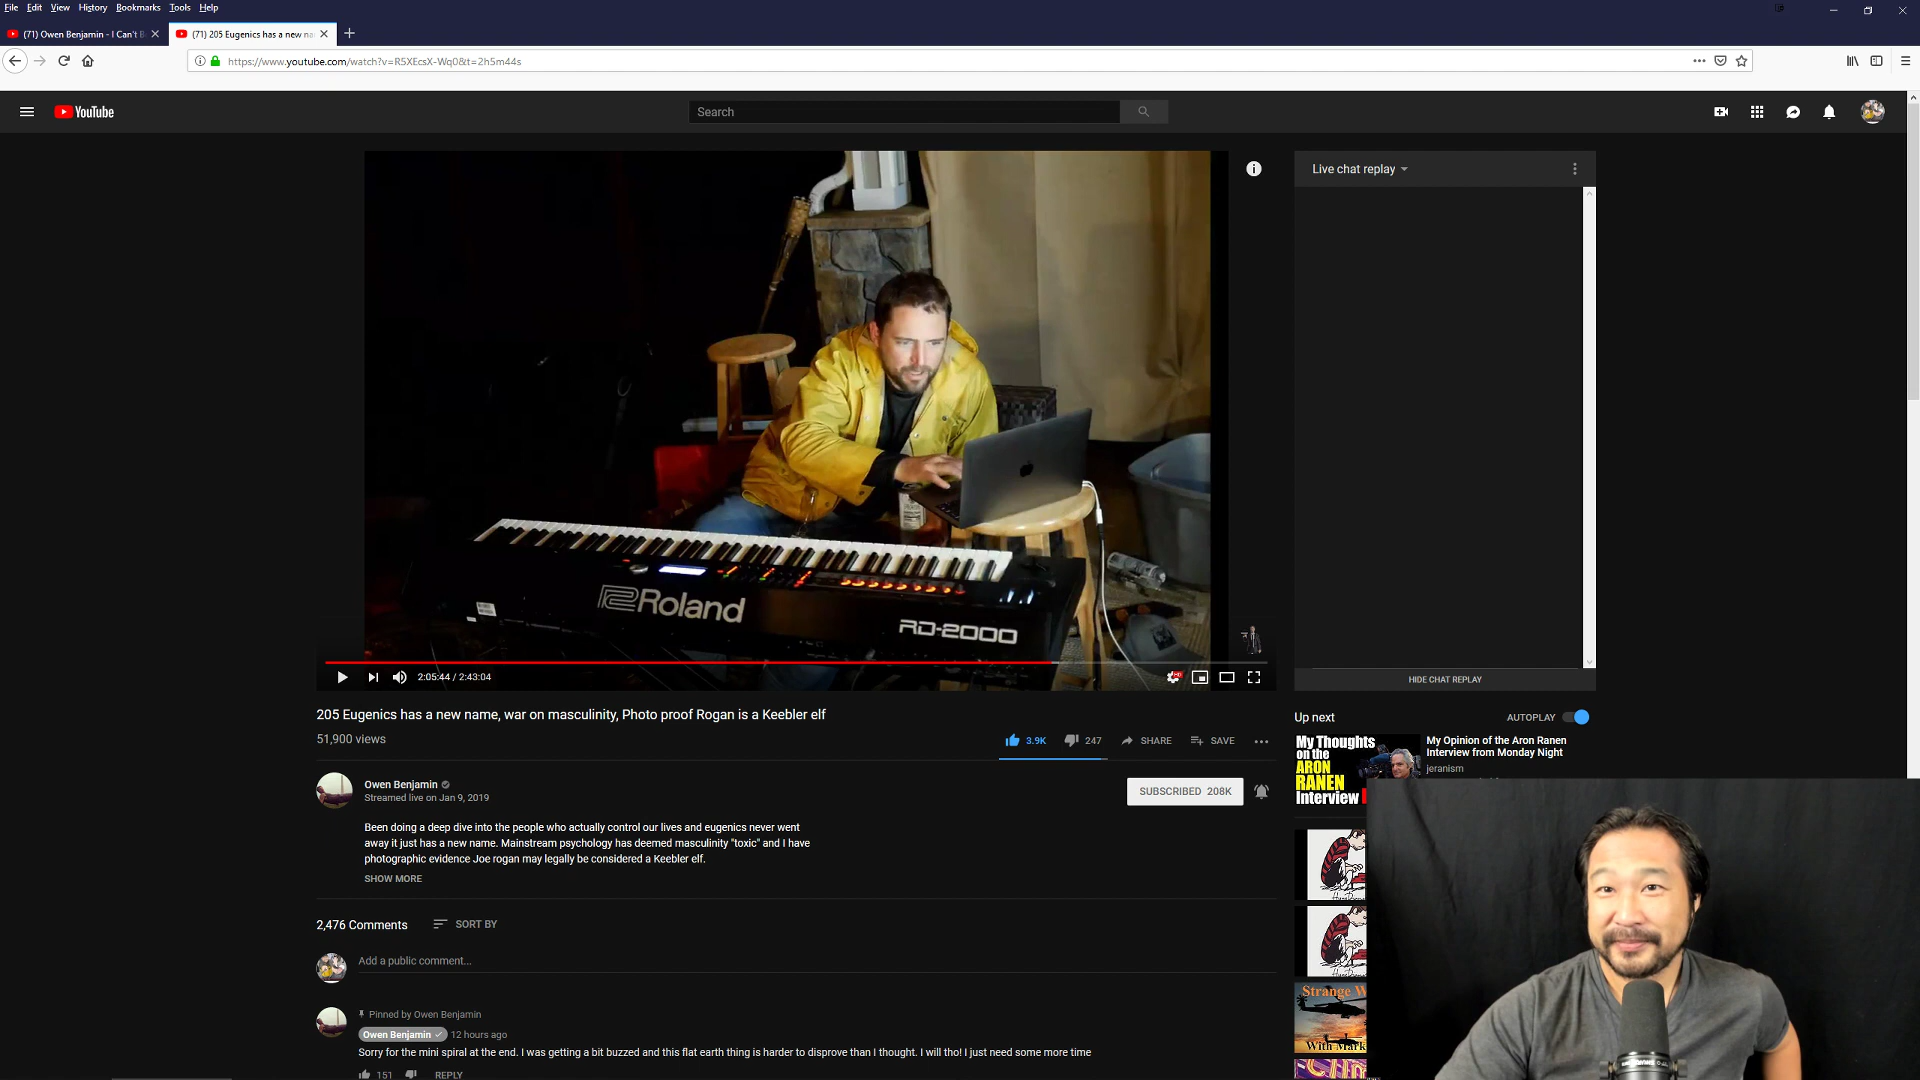 File Edit View History Bookmarks Tools Help
(71) Owen Benjamin - I Can't B
(71) 205 Eugenics has a new na
https://www.youtube.com/watch?v=R5XEcsX-Wq0&t=2h5m44s
YouTube
Search
Live chat replay
Roland
RD-2000
2:05:44 / 2:43:04
HD
HIDE CHAT REPLAY
205 Eugenics has a new name, war on masculinity, Photo proof Rogan is a Keebler elf
51,900 views
3.9K 247 SHARE SAVE
Owen Benjamin
Streamed live on Jan 9, 2019
SUBSCRIBED 208K
Been doing a deep dive into the people who actually control our lives and eugenics never went
away it just has a new name. Mainstream psychology has deemed masculinity "toxic" and I have
photographic evidence Joe rogan may legally be considered a Keebler elf.
SHOW MORE
2,476 Comments SORT BY
Add a public comment...
Pinned by Owen Benjamin
Owen Benjamin 12 hours ago
Sorry for the mini spiral at the end. I was getting a bit buzzed and this flat earth thing is harder to disprove than I thought. I will tho! I just need some more time
151 REPLY
Up next AUTOPLAY
My Thoughts
on the
ARON
RANEN
Interview
My Opinion of the Aron Ranen
Interview from Monday Night
jeranism
Strange W
With Mark